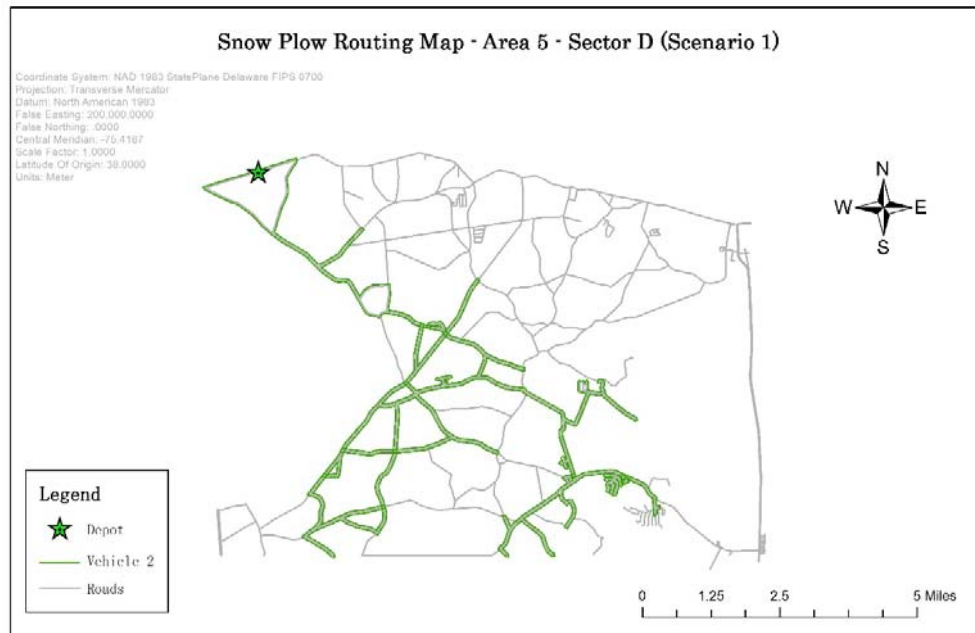 Snow Plow Routing Map - Area 5 - Sector D (Scenario 1)
Coordinate System: NAD 1983 StatePlane Delaware FIPS 0700
Projection: Transverse Mercator
Datum: North American 1983
False Easting: 200,000.0000
False Northing: .0000
Central Meridian: -75.4167
Scale Factor: 1.0000
Latitude Of Origin: 38.0000
Units: Meter
N
W E
S
Legend
Depot
Vehicle 2
Roads
0 1.25 2.5 5 Miles